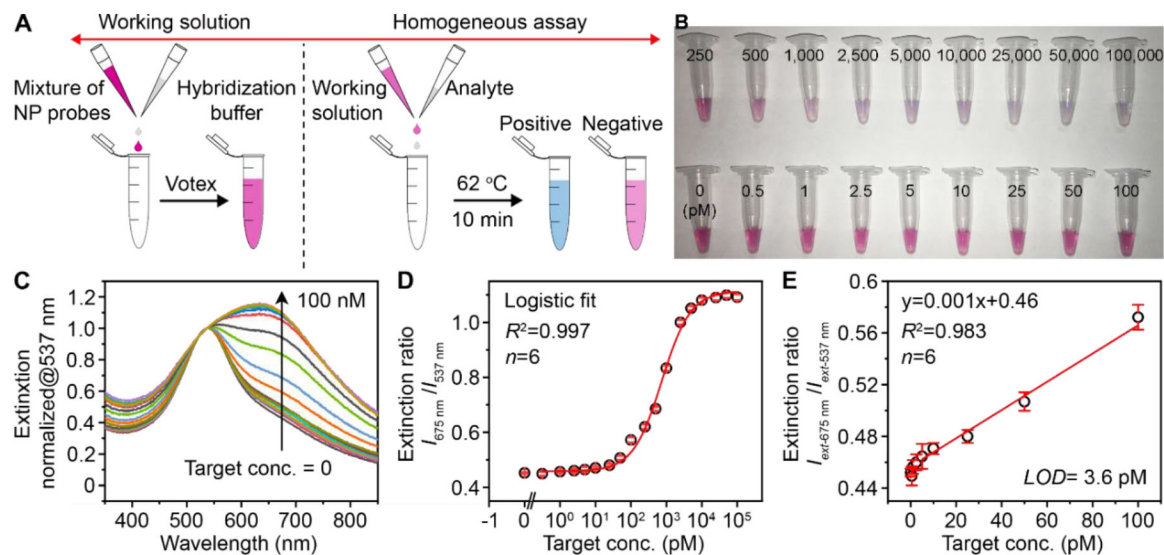 A
Working solution
Homogeneous assay
Mixture of
NP probes
Hybridization
buffer
Votex
Working
solution
Analyte
62 °C
10 min
Positive
Negative
B
250 500 1,000 2,500 5,000 10,000 25,000 50,000 100,000
0 0.5 1 2.5 5 10 25 50 100
(pM)
C
Extinxtion
normalized@537 nm
1.2
1.0
0.8
0.6
0.4
0.2
0
100 nM
Target conc. = 0
400 500 600 700 800
Wavelength (nm)
D
Extinction ratio
I675 nm /I537 nm
1.0
0.8
0.6
0.4
Logistic fit
R²=0.997
n=6
-1 0 10⁰ 10¹ 10² 10³ 10⁴ 10⁵
Target conc. (pM)
E
Extinction ratio
Iext-675 nm /Iext-537 nm
0.6
0.56
0.52
0.48
0.44
y=0.001x+0.46
R²=0.983
n=6
LOD= 3.6 pM
0 20 40 60 80 100
Target conc. (pM)